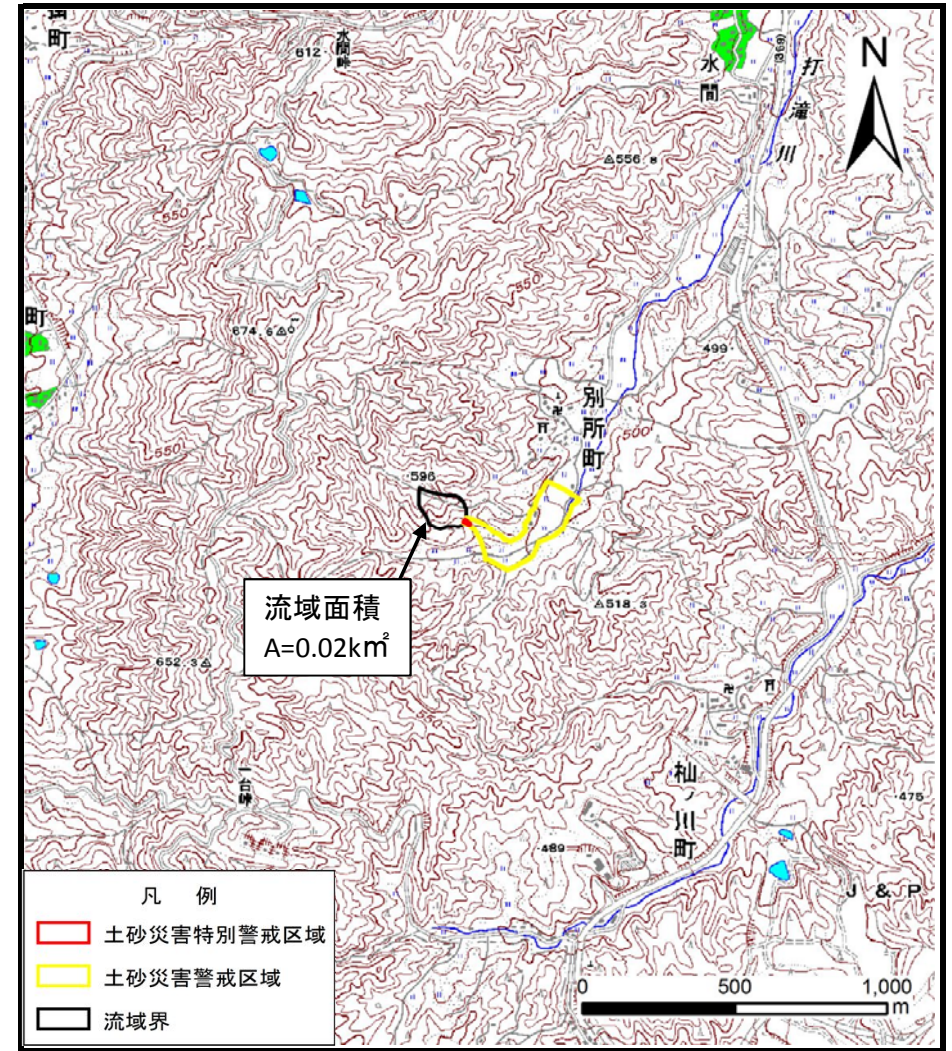 町
612
水間峠
水間
(369)
打滝川
N
556.8
550
550
町
674.6
499
別所町
500
550
596
流域面積
A=0.02k㎡
518.3
652.3
550
一台峠
杣ノ川町
475
489
J & P
凡 例
土砂災害特別警戒区域
土砂災害警戒区域
流域界
0 500 1,000
m